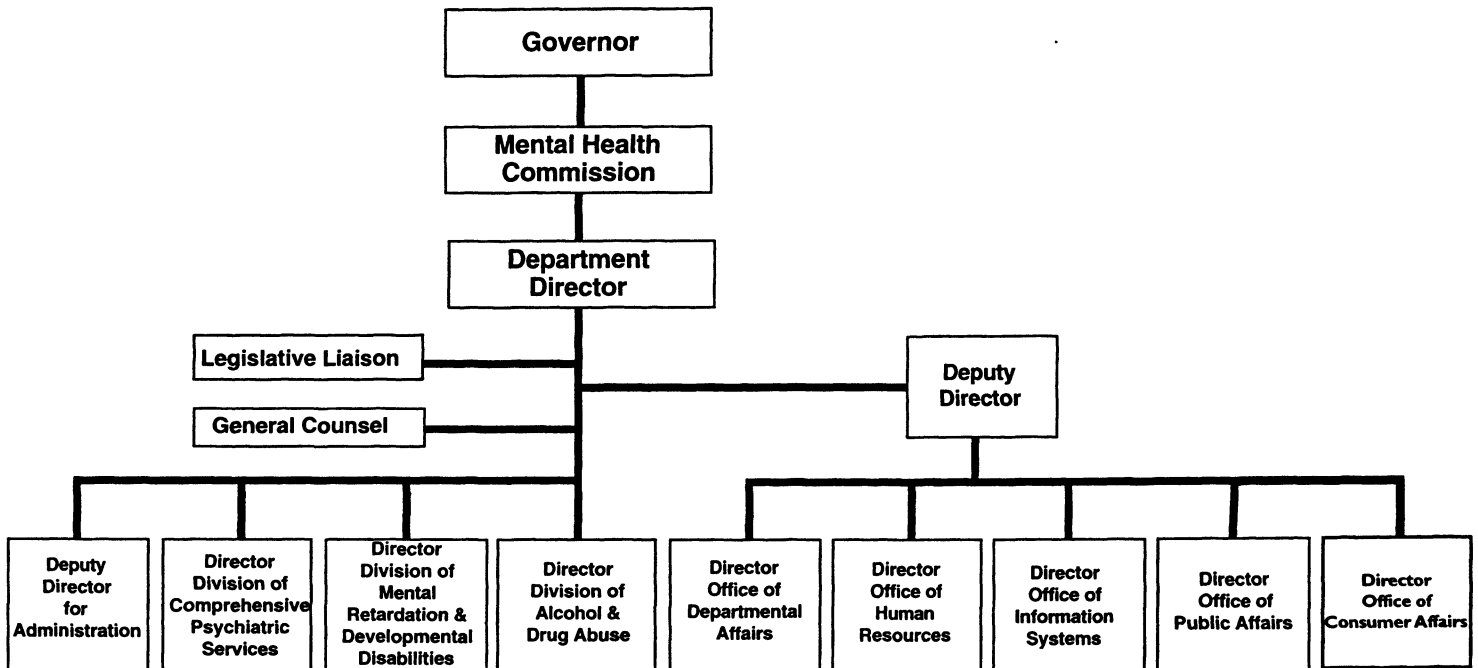 Governor
Mental Health
Commission
Department
Director
Legislative Liaison
Deputy
Director
General Counsel
Deputy
Director
for
Administration
Director
Division of
Comprehensive
Psychiatric
Services
Director
Division of
Mental
Retardation &
Developmental
Disabilities
Director
Division of
Alcohol &
Drug Abuse
Director
Office of
Departmental
Affairs
Director
Office of
Human
Resources
Director
Office of
Information
Systems
Director
Office of
Public Affairs
Director
Office of
Consumer Affairs